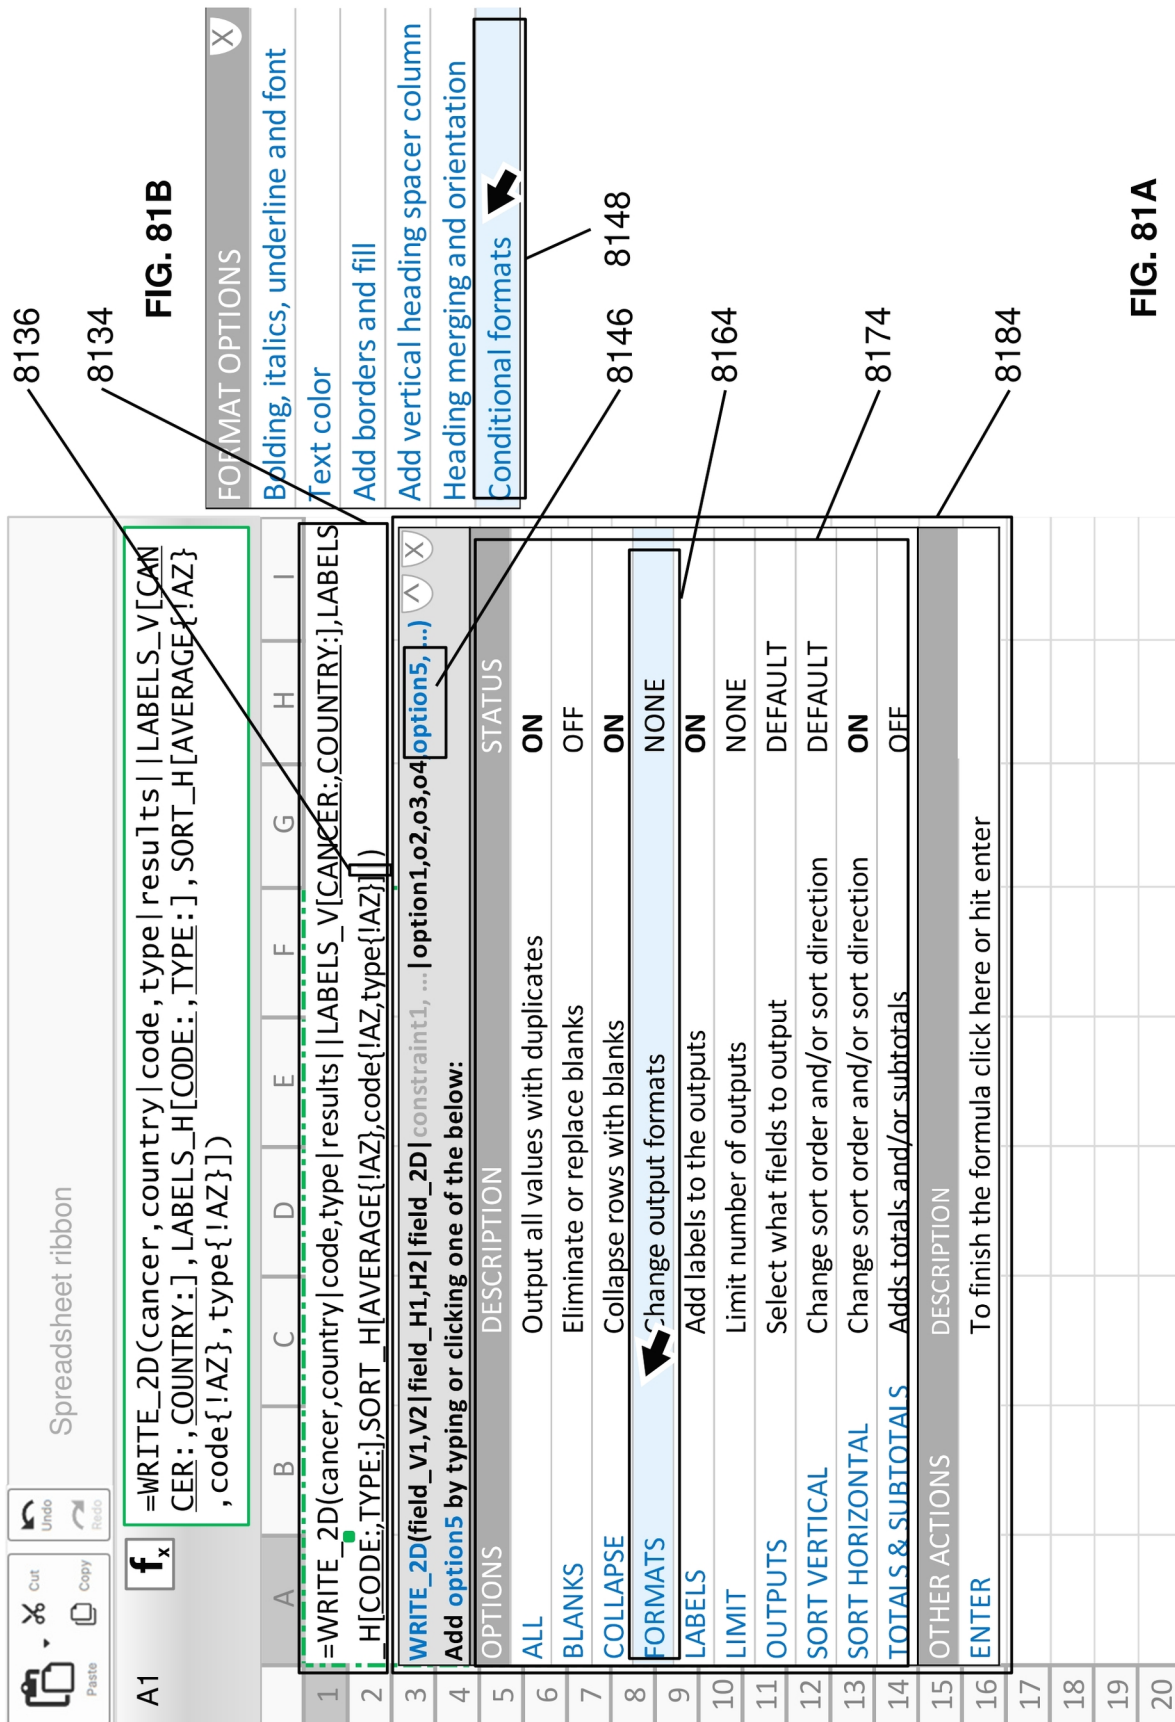 Paste
Cut
Copy
Undo
Redo
Spreadsheet ribbon
A1
fx
=WRITE_2D(cancer,country|code,type|results||LABELS_V[CAN
CER:,COUNTRY:],LABELS_H[CODE:,TYPE:],SORT_H[AVERAGE{!AZ}
,code{!AZ},type{!AZ}])
A B C D E F G H I
1 =WRITE_2D(cancer,country|code,type|results||LABELS_V[CANCER:,COUNTRY:],LABELS
2 _H[CODE:,TYPE:],SORT_H[AVERAGE{!AZ},code{!AZ,type{!AZ}])
3 WRITE_2D(field_V1,V2|field_H1,H2|field_2D|constraint1, ...|option1,o2,o3,o4,option5, ...) ^ X
4 Add option5 by typing or clicking one of the below:
5 OPTIONS DESCRIPTION STATUS
6 ALL Output all values with duplicates ON
7 BLANKS Eliminate or replace blanks OFF
COLLAPSE Collapse rows with blanks ON
8 FORMATS Change output formats NONE
9 LABELS Add labels to the outputs ON
10 LIMIT Limit number of outputs NONE
11 OUTPUTS Select what fields to output DEFAULT
12 SORT VERTICAL Change sort order and/or sort direction DEFAULT
13 SORT HORIZONTAL Change sort order and/or sort direction ON
14 TOTALS & SUBTOTALS Adds totals and/or subtotals OFF
15 OTHER ACTIONS DESCRIPTION
16 ENTER To finish the formula click here or hit enter
17
18
19
20
8136
8134
FIG. 81B
FORMAT OPTIONS X
Bolding, italics, underline and font
Text color
Add borders and fill
Add vertical heading spacer column
Heading merging and orientation
Conditional formats
8148
8146
8164
8174
8184
FIG. 81A